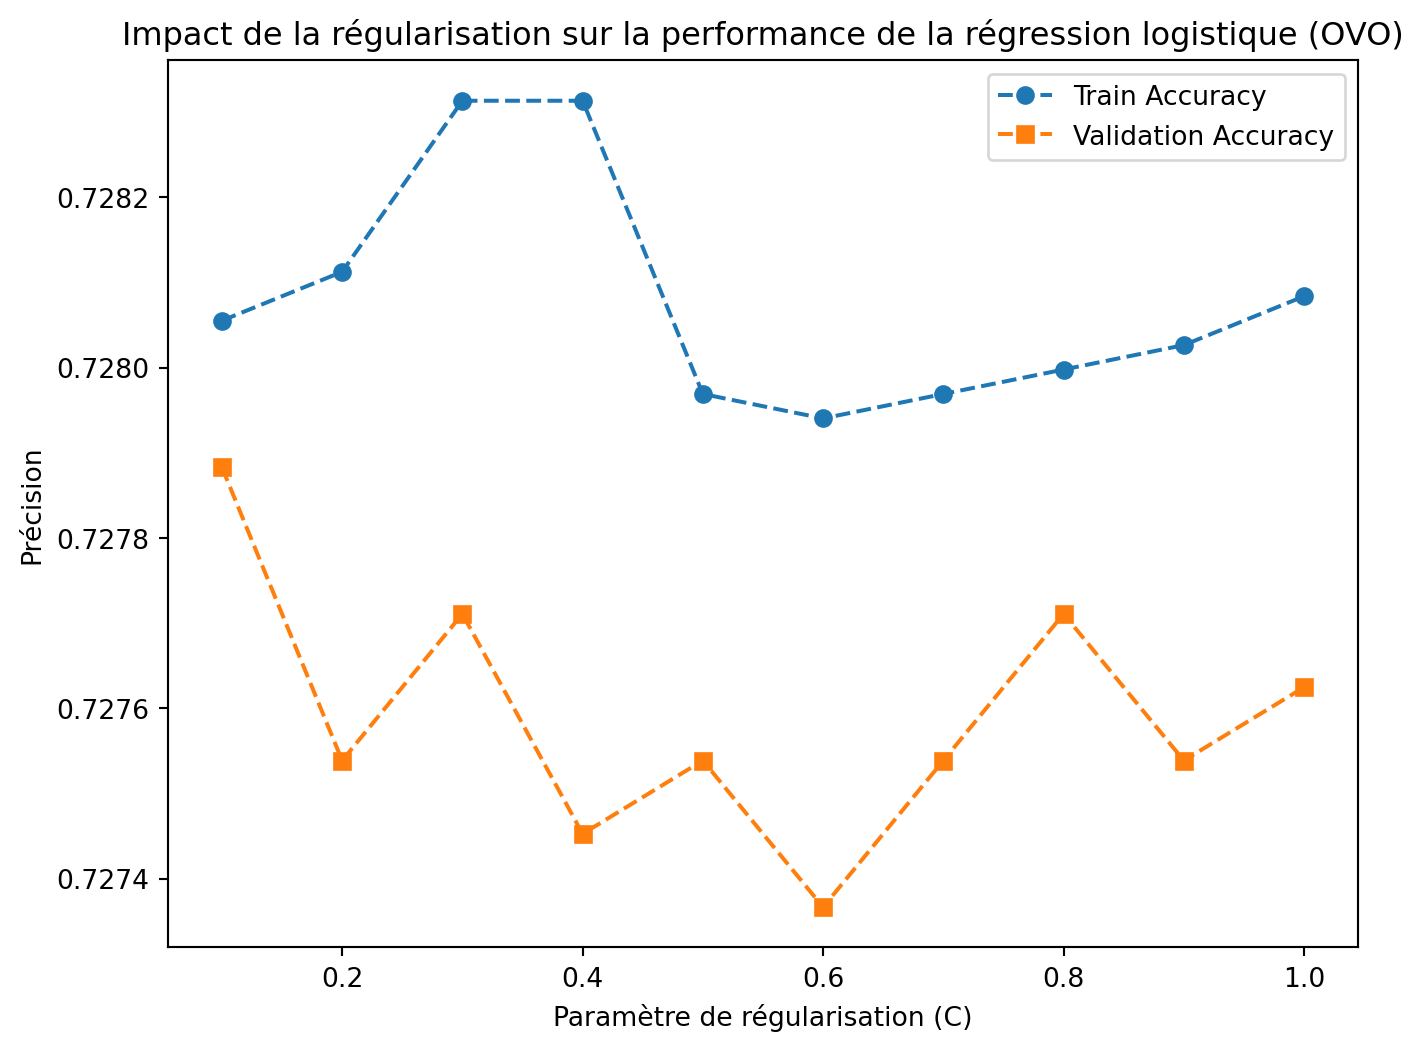 Impact de la régularisation sur la performance de la régression logistique (OVO)
Train Accuracy
Validation Accuracy
Précision
0.7282
0.7280
0.7278
0.7276
0.7274
0.2 0.4 0.6 0.8 1.0
Paramètre de régularisation (C)